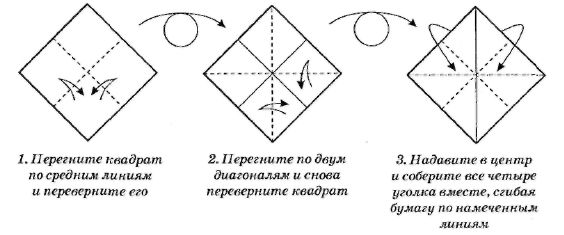 1. Перегните квадрат
по средним линиям
и переверните его
2. Перегните по двум
диагоналям и снова
переверните квадрат
3. Надавите в центр
и соберите все четыре
уголка вместе, сгибая
бумагу по намеченным
линиям